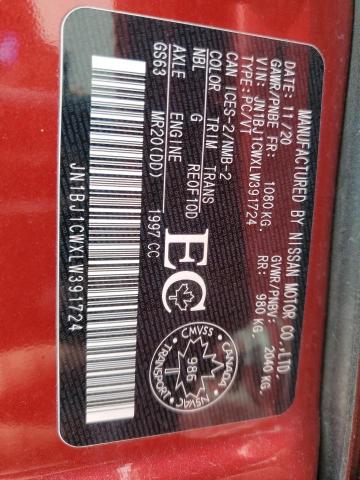 MANUFACTURED BY NISSAN MOTOR CO., LTD.
11/20 GVWR/PNBV: 2040 KG.
GAWR/PNBE FR: 1080 KG. RR: 980 KG.
VIN: JN1BJ1CWXLW391724
TYPE: PC/VT
CAN ICES-2/NMB-2
COLOR TRIM TRANS
NBL G RE0F10D
AXLE ENGINE
GS63 MR20(DD) 1997 CC
JN1BJ1CWXLW391724
EC
CMVSS
NSVAC
CANADA
TRANSPORT
986
T